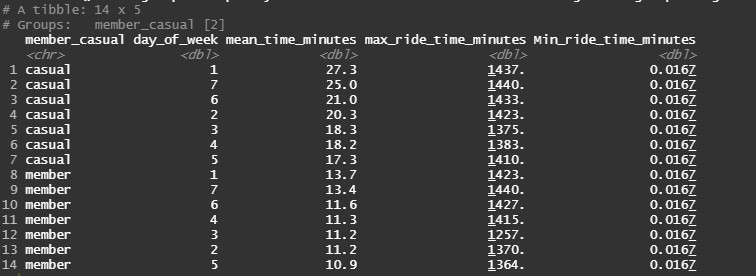 # A tibble: 14 x 5
# Groups:   member_casual [2]
   member_casual day_of_week mean_time_minutes max_ride_time_minutes Min_ride_time_minutes
   <chr>               <dbl>             <dbl>                 <dbl>                 <dbl>
 1 casual                  1              27.3                 1437.                0.0167
 2 casual                  7              25.0                 1440.                0.0167
 3 casual                  6              21.0                 1433.                0.0167
 4 casual                  2              20.3                 1423.                0.0167
 5 casual                  3              18.3                 1375.                0.0167
 6 casual                  4              18.2                 1383.                0.0167
 7 casual                  5              17.3                 1410.                0.0167
 8 member                  1              13.7                 1423.                0.0167
 9 member                  7              13.4                 1440.                0.0167
10 member                  6              11.6                 1427.                0.0167
11 member                  4              11.3                 1415.                0.0167
12 member                  3              11.2                 1257.                0.0167
13 member                  2              11.2                 1370.                0.0167
14 member                  5              10.9                 1364.                0.0167